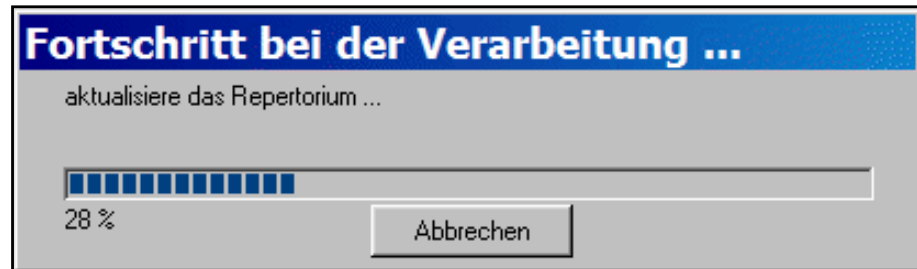 Fortschritt bei der Verarbeitung ...
aktualisiere das Repertorium ...
28 %
Abbrechen